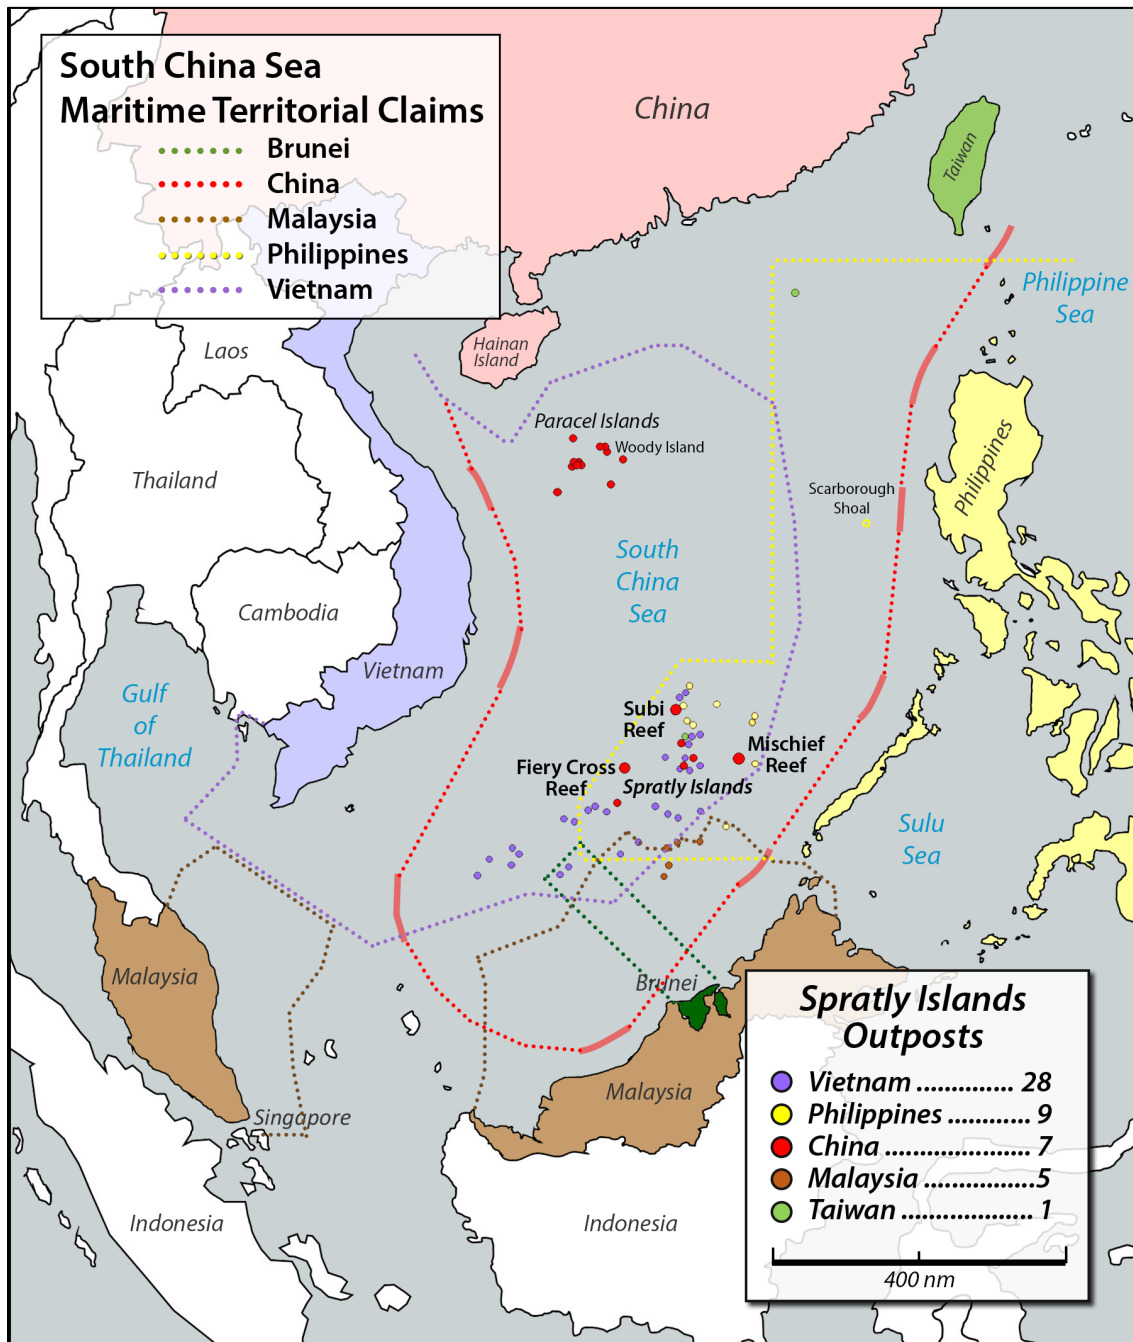 South China Sea
Maritime Territorial Claims
Brunei
China
Malaysia
Philippines
Vietnam
China
Taiwan
Philippine
Sea
Hainan
Island
Laos
Paracel Islands
Woody Island
Thailand
Scarborough
Shoal
Philippines
South
China
Sea
Cambodia
Vietnam
Gulf
of
Thailand
Subi
Reef
Mischief
Reef
Fiery Cross
Reef
Spratly Islands
Sulu
Sea
Malaysia
Brunei
Malaysia
Singapore
Indonesia
Indonesia
Spratly Islands
Outposts
Vietnam .............. 28
Philippines ............ 9
China ...................... 7
Malaysia .................5
Taiwan .................... 1
400 nm